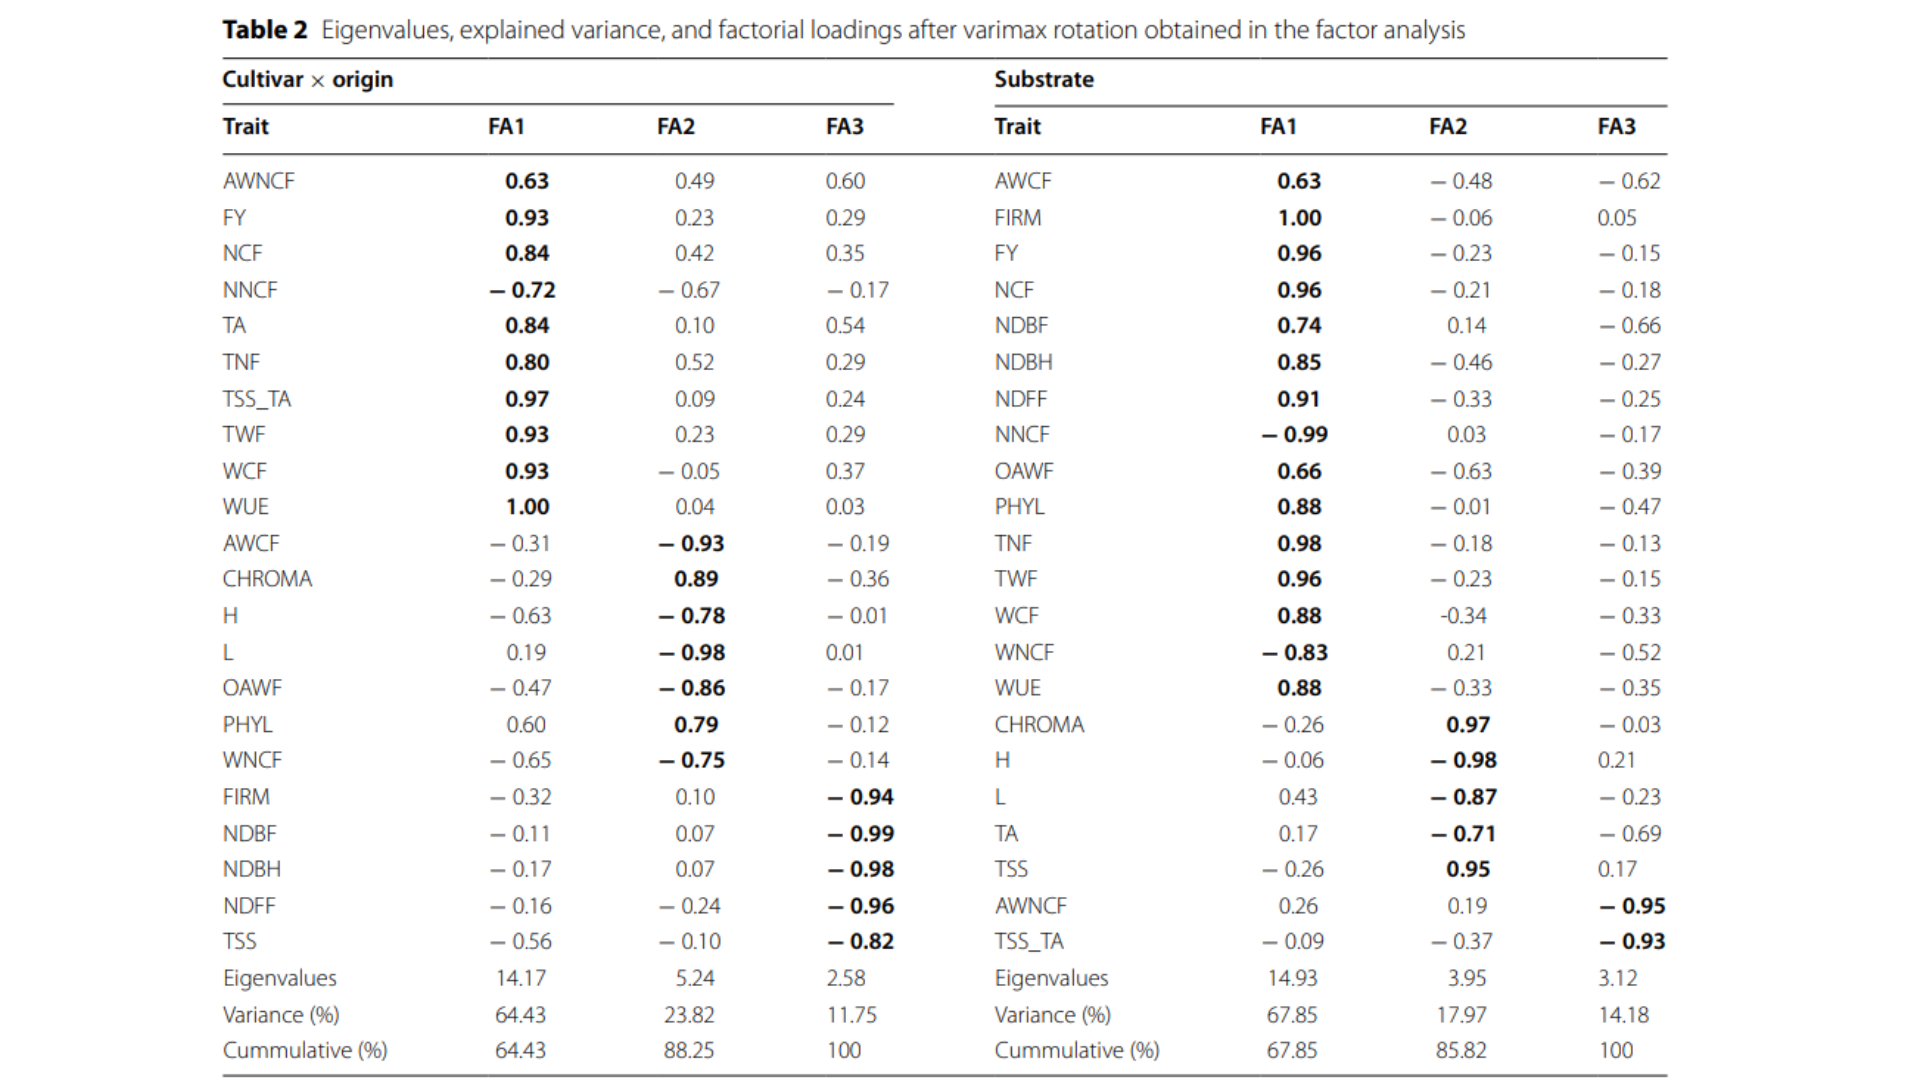 Table 2 Eigenvalues, explained variance, and factorial loadings after varimax rotation obtained in the factor analysis
Cultivar × origin Substrate
Trait FA1 FA2 FA3 Trait FA1 FA2 FA3
AWNCF 0.63 0.49 0.60 AWCF 0.63 − 0.48 − 0.62
FY 0.93 0.23 0.29 FIRM 1.00 − 0.06 0.05
NCF 0.84 0.42 0.35 FY 0.96 − 0.23 − 0.15
NNCF − 0.72 − 0.67 − 0.17 NCF 0.96 − 0.21 − 0.18
TA 0.84 0.10 0.54 NDBF 0.74 0.14 − 0.66
TNF 0.80 0.52 0.29 NDBH 0.85 − 0.46 − 0.27
TSS_TA 0.97 0.09 0.24 NDFF 0.91 − 0.33 − 0.25
TWF 0.93 0.23 0.29 NNCF − 0.99 0.03 − 0.17
WCF 0.93 − 0.05 0.37 OAWF 0.66 − 0.63 − 0.39
WUE 1.00 0.04 0.03 PHYL 0.88 − 0.01 − 0.47
AWCF − 0.31 − 0.93 − 0.19 TNF 0.98 − 0.18 − 0.13
CHROMA − 0.29 0.89 − 0.36 TWF 0.96 − 0.23 − 0.15
H − 0.63 − 0.78 − 0.01 WCF 0.88 -0.34 − 0.33
L 0.19 − 0.98 0.01 WNCF − 0.83 0.21 − 0.52
OAWF − 0.47 − 0.86 − 0.17 WUE 0.88 − 0.33 − 0.35
PHYL 0.60 0.79 − 0.12 CHROMA − 0.26 0.97 − 0.03
WNCF − 0.65 − 0.75 − 0.14 H − 0.06 − 0.98 0.21
FIRM − 0.32 0.10 − 0.94 L 0.43 − 0.87 − 0.23
NDBF − 0.11 0.07 − 0.99 TA 0.17 − 0.71 − 0.69
NDBH − 0.17 0.07 − 0.98 TSS − 0.26 0.95 0.17
NDFF − 0.16 − 0.24 − 0.96 AWNCF 0.26 0.19 − 0.95
TSS − 0.56 − 0.10 − 0.82 TSS_TA − 0.09 − 0.37 − 0.93
Eigenvalues 14.17 5.24 2.58 Eigenvalues 14.93 3.95 3.12
Variance (%) 64.43 23.82 11.75 Variance (%) 67.85 17.97 14.18
Cummulative (%) 64.43 88.25 100 Cummulative (%) 67.85 85.82 100